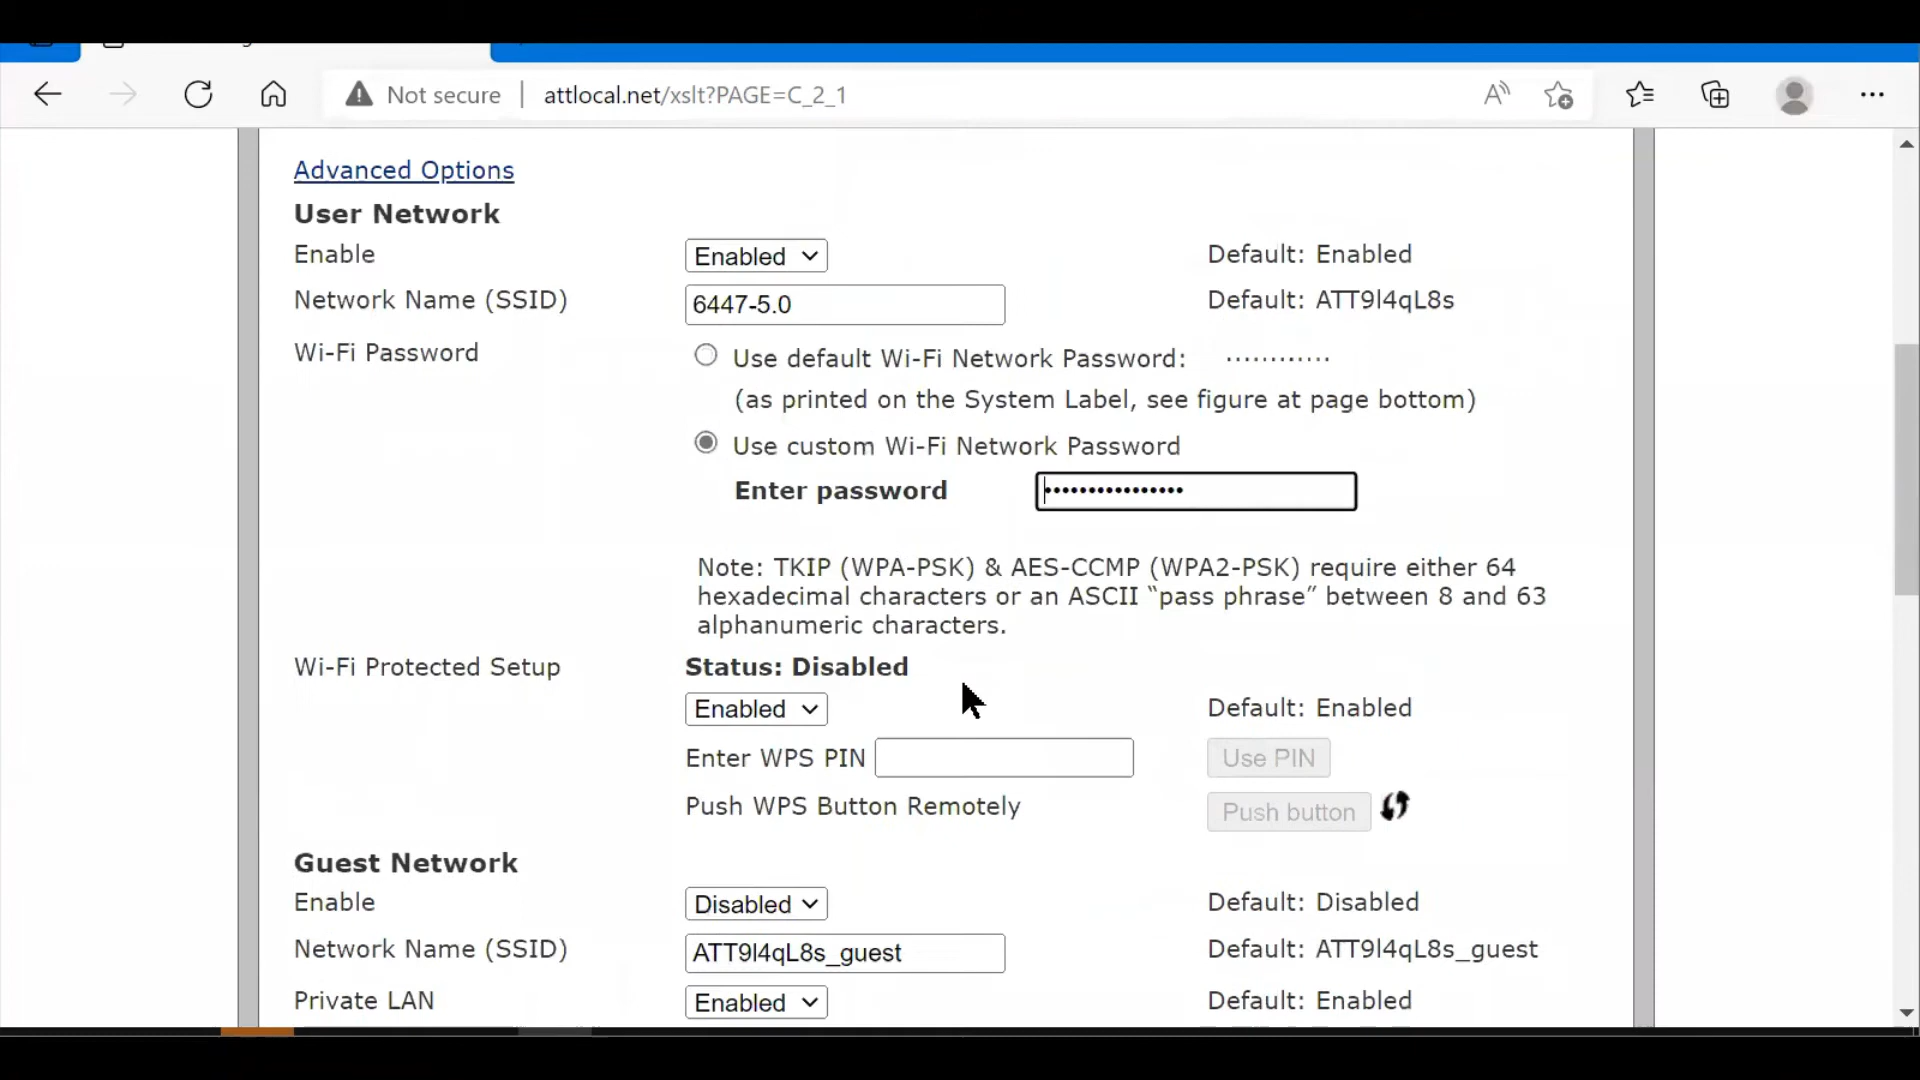 Not secure | attlocal.net/xslt?PAGE=C_2_1
Advanced Options
User Network
Enable Enabled Default: Enabled
Network Name (SSID) 6447-5.0 Default: ATT9l4qL8s
Wi-Fi Password Use default Wi-Fi Network Password: ············
(as printed on the System Label, see figure at page bottom)
Use custom Wi-Fi Network Password
Enter password ••••••••••••••••
Note: TKIP (WPA-PSK) & AES-CCMP (WPA2-PSK) require either 64
hexadecimal characters or an ASCII “pass phrase” between 8 and 63
alphanumeric characters.
Wi-Fi Protected Setup Status: Disabled
Enabled Default: Enabled
Enter WPS PIN Use PIN
Push WPS Button Remotely Push button
Guest Network
Enable Disabled Default: Disabled
Network Name (SSID) ATT9l4qL8s_guest Default: ATT9l4qL8s_guest
Private LAN Enabled Default: Enabled